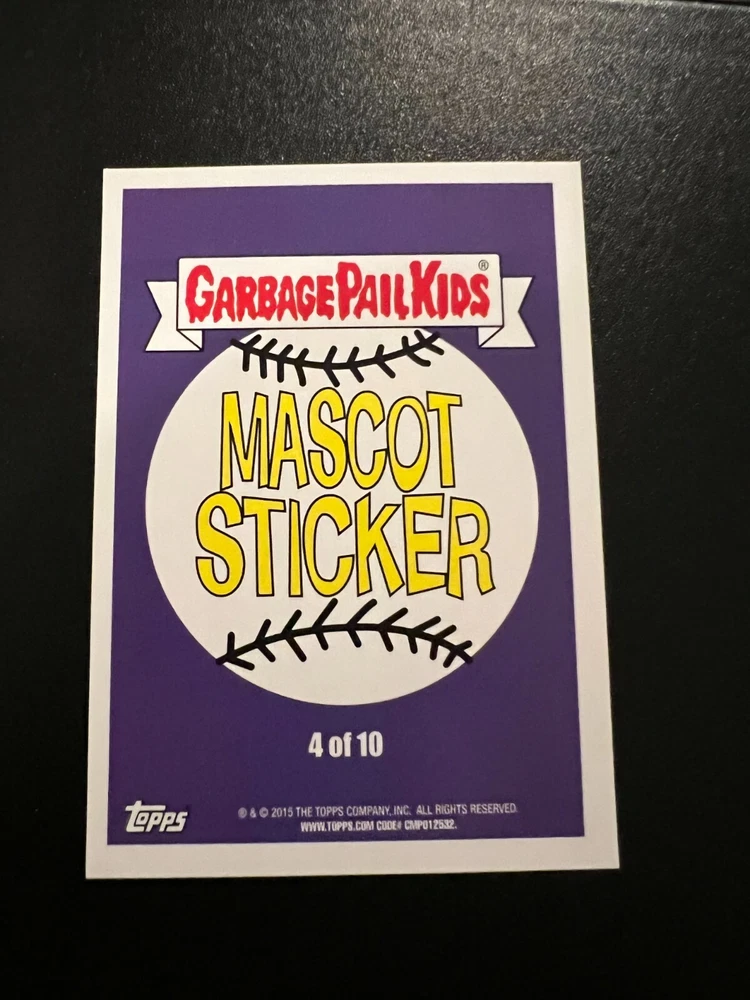 GARBAGE PAIL KIDS®
MASCOT
STICKER
4 of 10
Topps
® & © 2015 THE TOPPS COMPANY, INC. ALL RIGHTS RESERVED.
WWW.TOPPS.COM CODE# CMP012532.